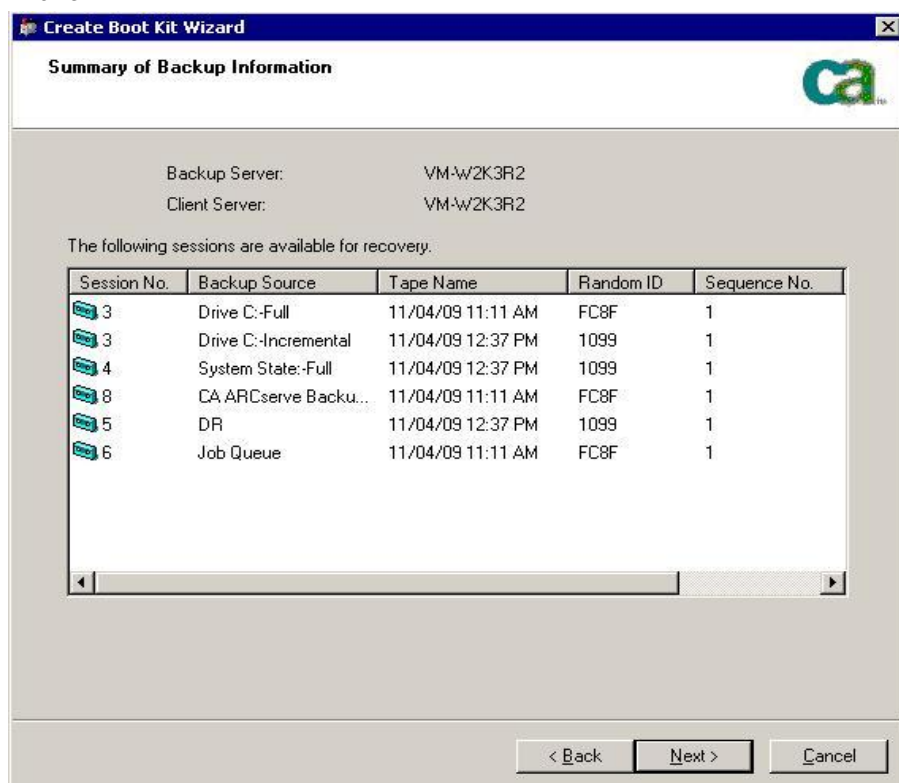 Create Boot Kit Wizard
Summary of Backup Information
ca
Backup Server: VM-W2K3R2
Client Server: VM-W2K3R2
The following sessions are available for recovery.
Session No. Backup Source Tape Name Random ID Sequence No.
3 Drive C:-Full 11/04/09 11:11 AM FC8F 1
3 Drive C:-Incremental 11/04/09 12:37 PM 1099 1
4 System State:-Full 11/04/09 12:37 PM 1099 1
8 CA ARCserve Backu... 11/04/09 11:11 AM FC8F 1
5 DR 11/04/09 12:37 PM 1099 1
6 Job Queue 11/04/09 11:11 AM FC8F 1
< Back Next > Cancel